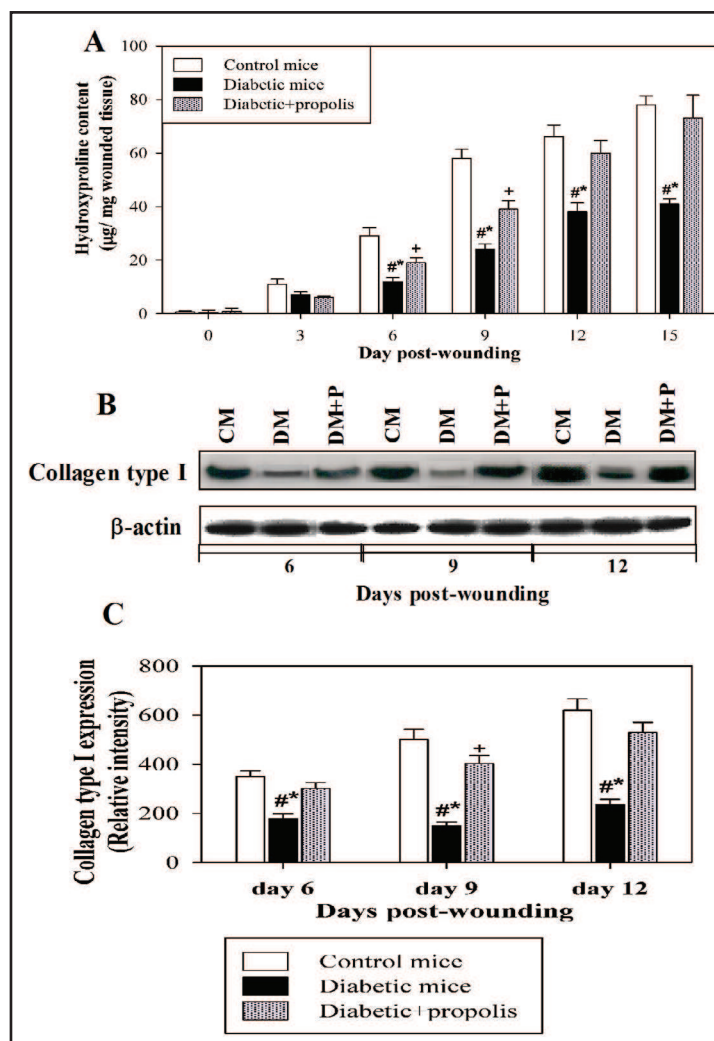 A
Hydroxyproline content
(µg/ mg wounded tissue)
100
80
60
40
20
0
Control mice
Diabetic mice
Diabetic+propolis
#*
+
#*
+
#*
#*
0 3 6 9 12 15
Day post-wounding
B
CM DM DM+P CM DM DM+P CM DM DM+P
Collagen type I
β-actin
6 9 12
Days post-wounding
C
Collagen type I expression
(Relative intensity)
800
600
400
200
0
#*
#*
+
#*
day 6 day 9 day 12
Days post-wounding
Control mice
Diabetic mice
Diabetic+propolis